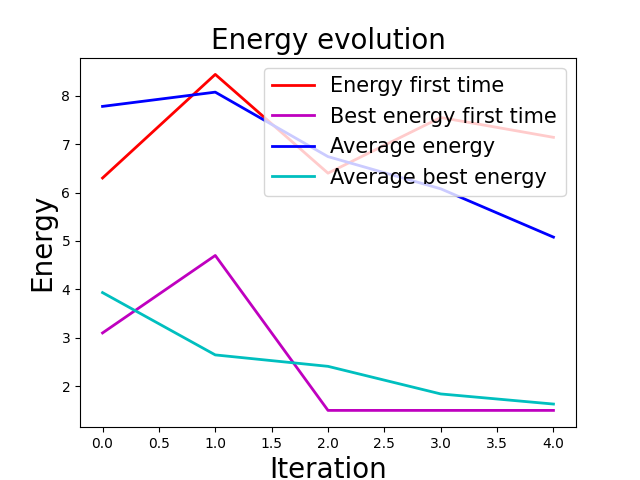 Energy evolution
Energy first time
Best energy first time
Average energy
Average best energy
8
7
6
5
4
3
2
Energy
0.0 0.5 1.0 1.5 2.0 2.5 3.0 3.5 4.0
Iteration